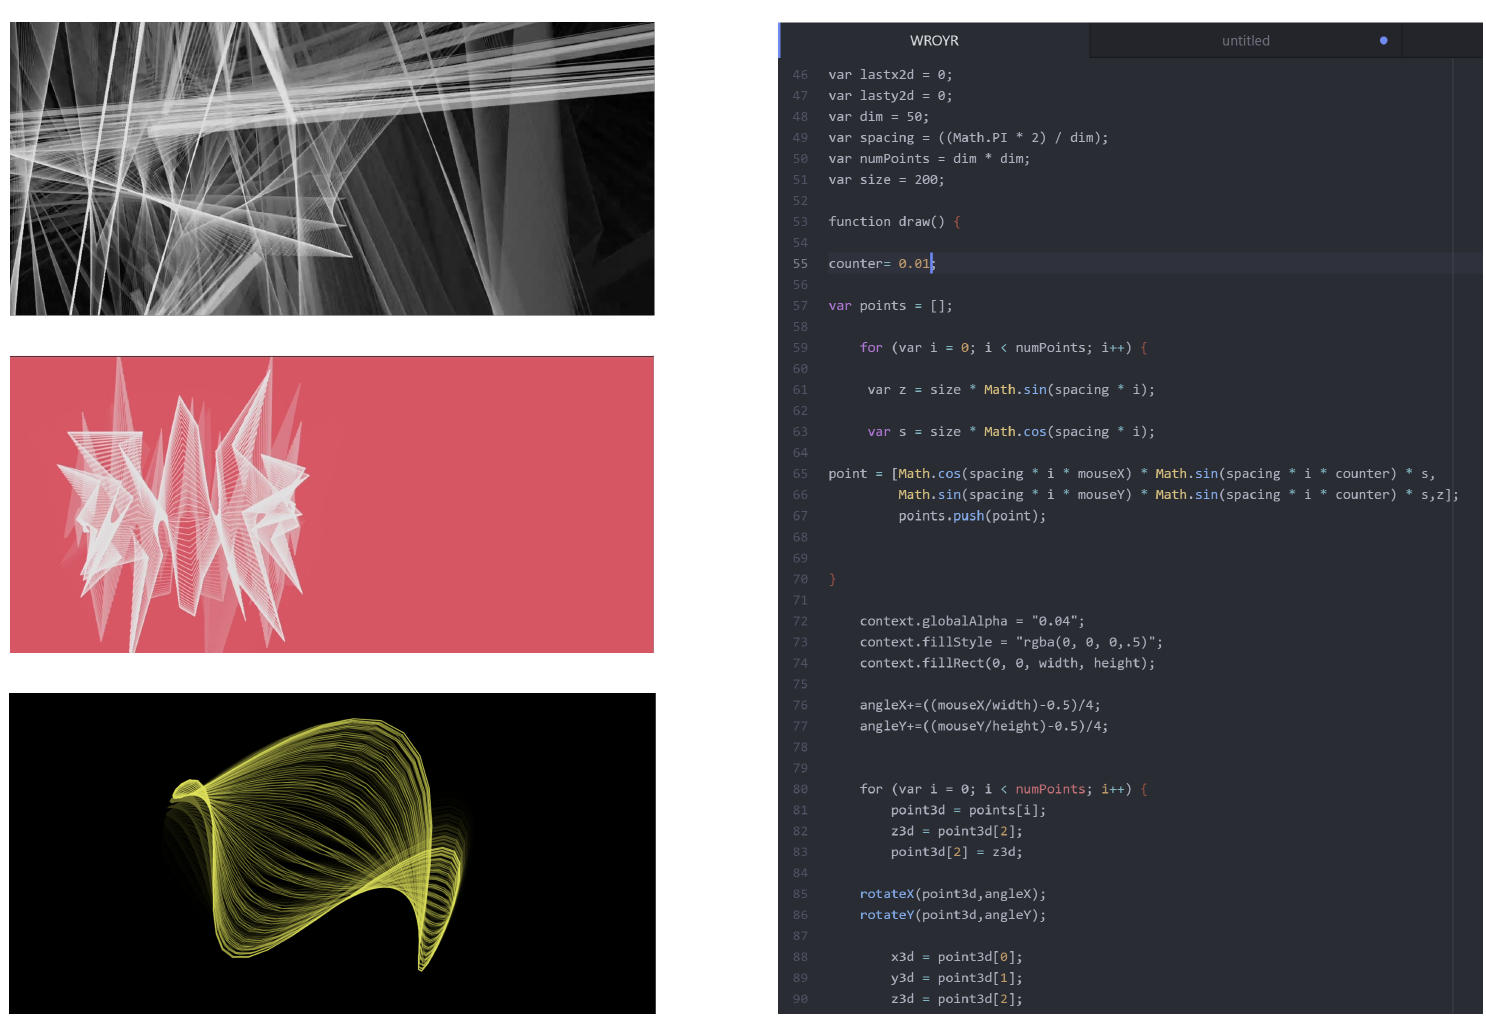 WROYR
untitled
46 var lastx2d = 0;
47 var lasty2d = 0;
48 var dim = 50;
49 var spacing = ((Math.PI * 2) / dim);
50 var numPoints = dim * dim;
51 var size = 200;
52
53 function draw() {
54
55 counter= 0.01;
56
57 var points = [];
58
59 for (var i = 0; i < numPoints; i++) {
60
61 var z = size * Math.sin(spacing * i);
62
63 var s = size * Math.cos(spacing * i);
64
65 point = [Math.cos(spacing * i * mouseX) * Math.sin(spacing * i * counter) * s,
66 Math.sin(spacing * i * mouseY) * Math.sin(spacing * i * counter) * s,z];
67 points.push(point);
68
69
70 }
71
72 context.globalAlpha = "0.04";
73 context.fillStyle = "rgba(0, 0, 0,.5)";
74 context.fillRect(0, 0, width, height);
75
76 angleX+=((mouseX/width)-0.5)/4;
77 angleY+=((mouseY/height)-0.5)/4;
78
79
80 for (var i = 0; i < numPoints; i++) {
81 point3d = points[i];
82 z3d = point3d[2];
83 point3d[2] = z3d;
84
85 rotateX(point3d,angleX);
86 rotateY(point3d,angleY);
87
88 x3d = point3d[0];
89 y3d = point3d[1];
90 z3d = point3d[2];